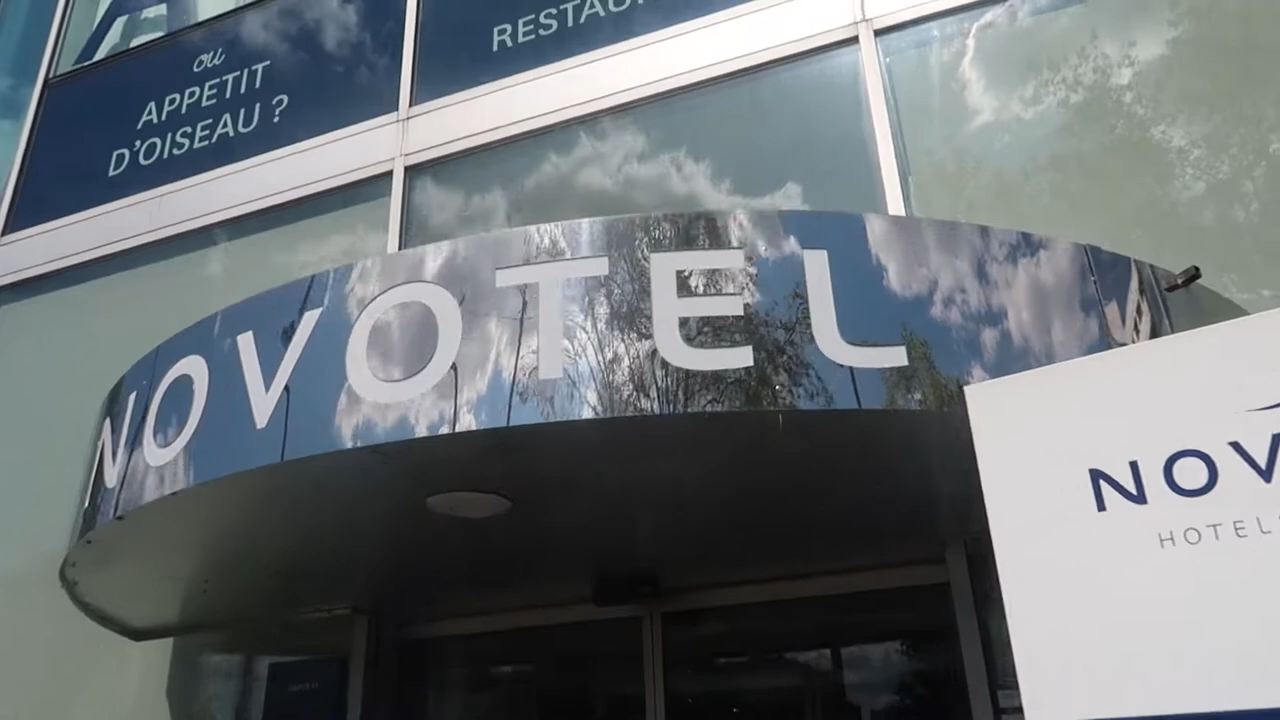 ou
APPETIT
D'OISEAU ?
RESTAU
NOVOTEL
NOV
HOTEL